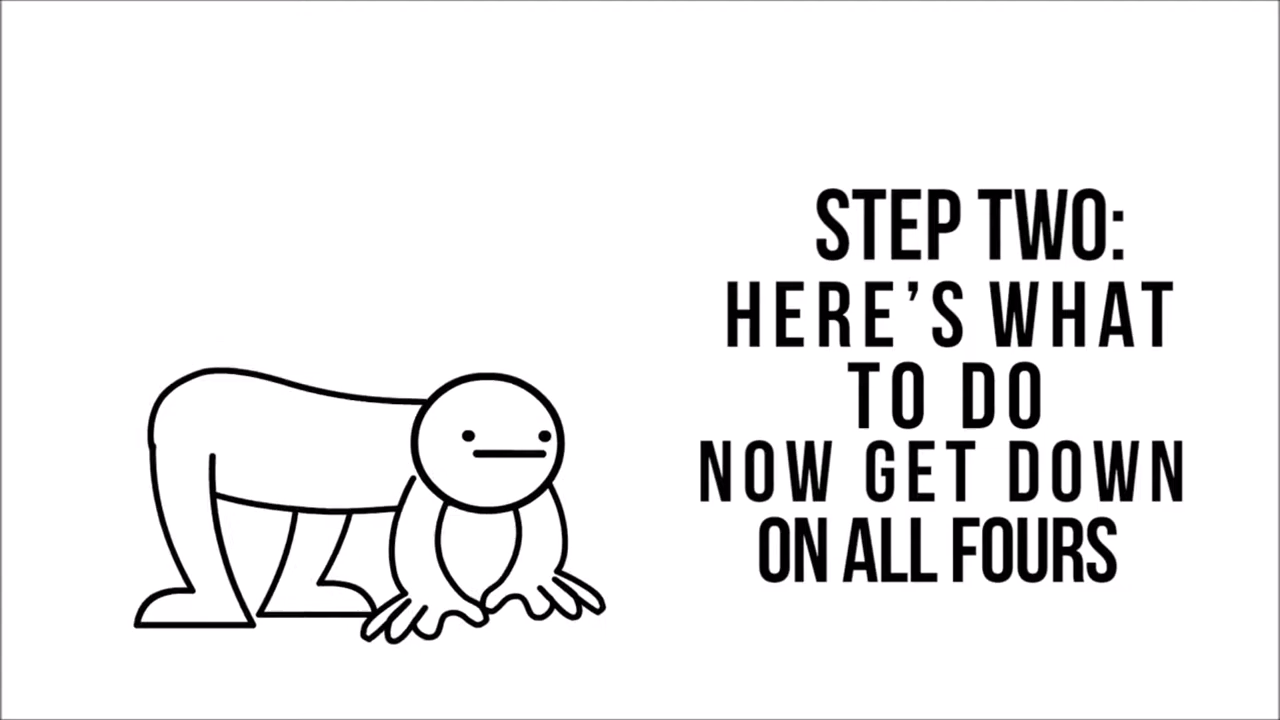 STEP TWO:
HERE’S WHAT
TO DO
NOW GET DOWN
ON ALL FOURS